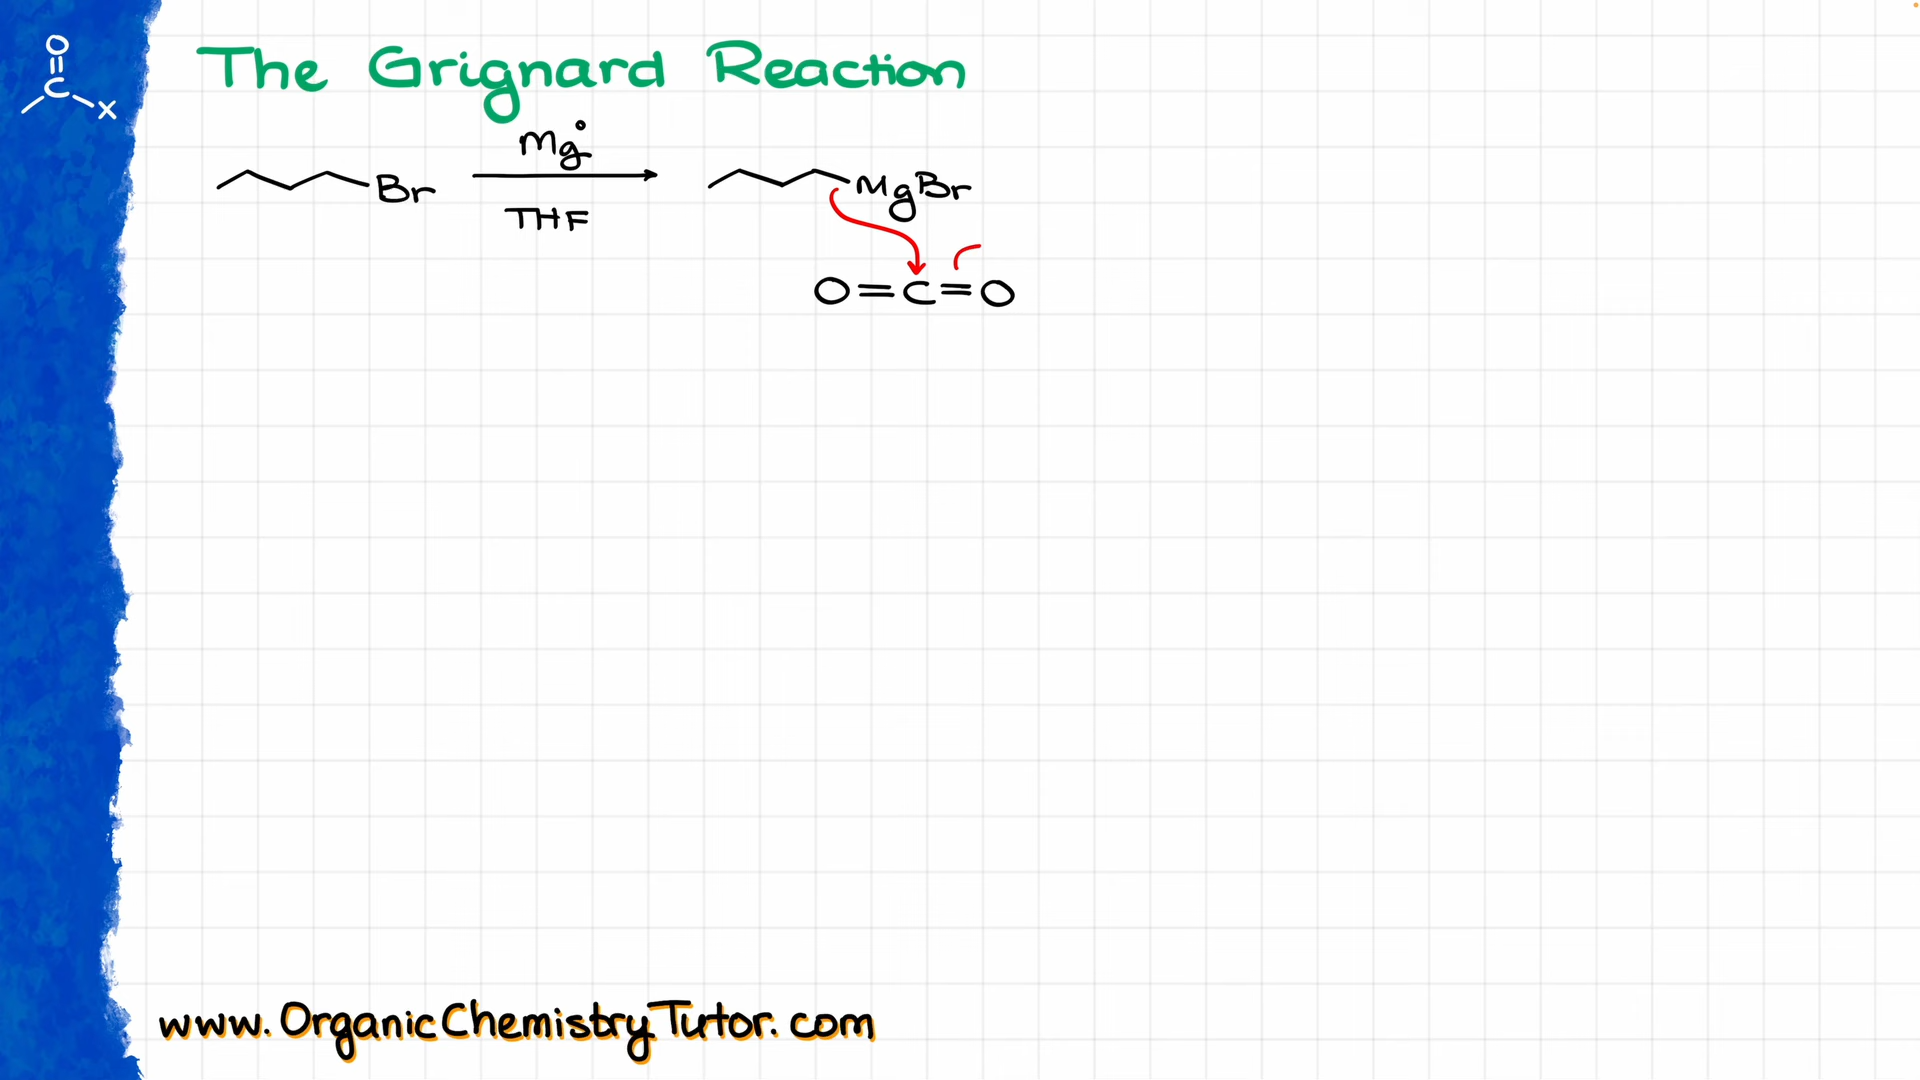 O
C
X
The Grignard Reaction
Mg°
Br
THF
MgBr
O=C=O
www.OrganicChemistryTutor.com